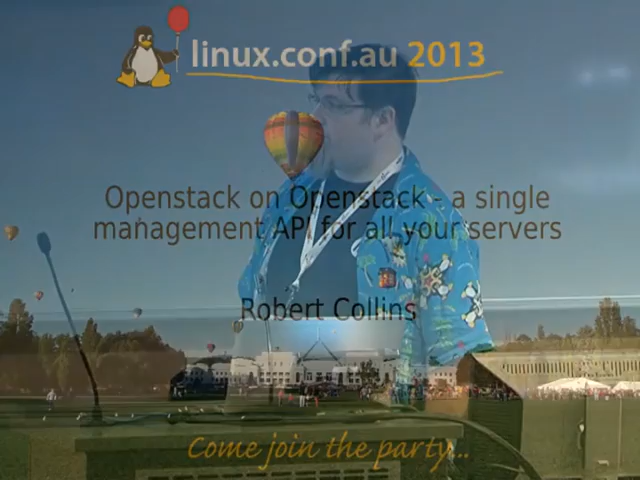 linux.conf.au 2013
Openstack on Openstack - a single
management API for all your servers
Robert Collins
Come join the party...